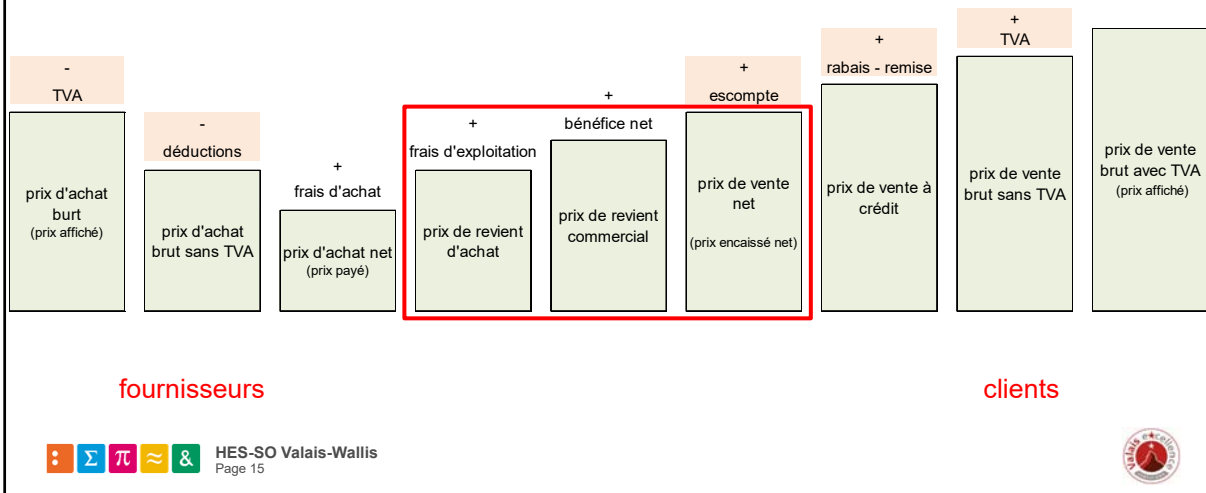 -
TVA
prix d'achat
burt
(prix affiché)
-
déductions
prix d'achat
brut sans TVA
+
frais d'achat
prix d'achat net
(prix payé)
+
frais d'exploitation
prix de revient
d'achat
+
bénéfice net
prix de revient
commercial
+
escompte
prix de vente
net
(prix encaissé net)
+
rabais - remise
prix de vente à
crédit
+
TVA
prix de vente
brut sans TVA
prix de vente
brut avec TVA
(prix affiché)
fournisseurs
clients
: Σ π ≈ &
HES-SO Valais-Wallis
Page 15
valais excellence